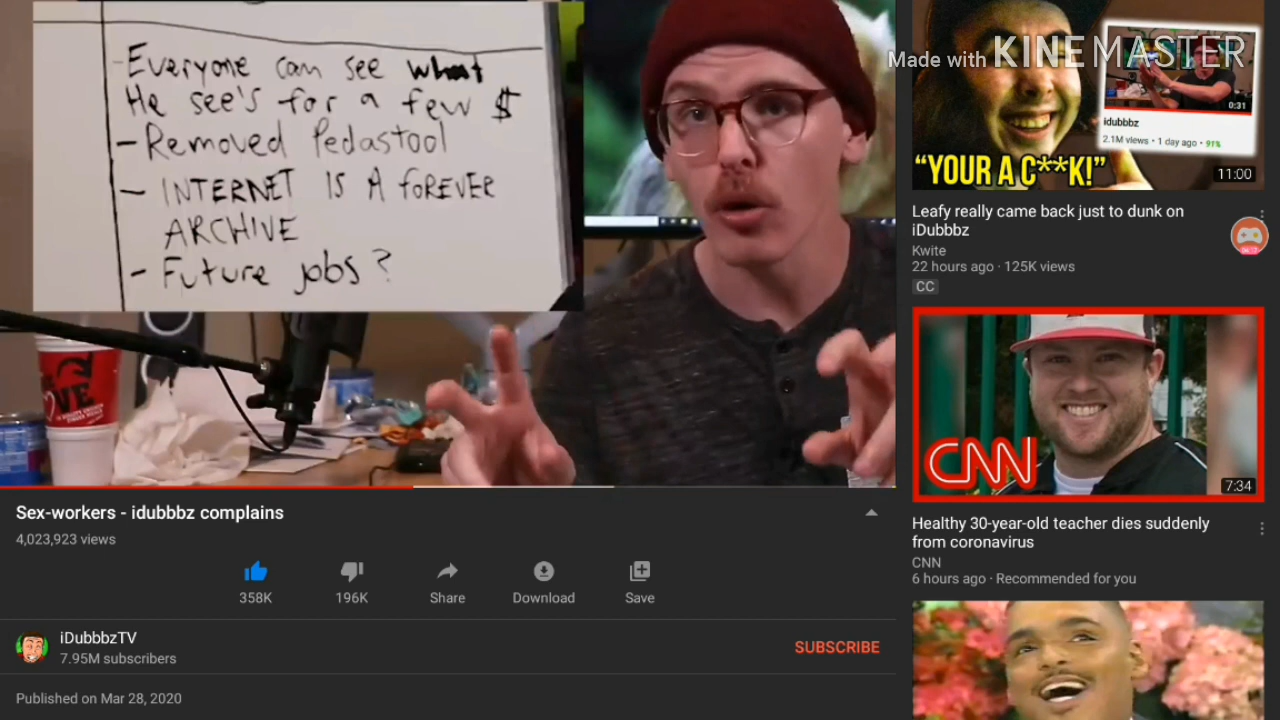 -Everyone can see what
He see's for a few $
- Removed Pedastool
- INTERNET IS A FOREVER
ARCHIVE
- Future jobs?
Sex-workers - idubbbz complains
4,023,923 views
358K
196K
Share
Download
Save
iDubbbzTV
7.95M subscribers
SUBSCRIBE
Published on Mar 28, 2020
Made with KINEMASTER
0:31
idubbbz
2.1M views • 1 day ago • 91%
"YOUR A C**K!"
11:00
Leafy really came back just to dunk on
iDubbbz
Kwite
22 hours ago · 125K views
CC
CNN
7:34
Healthy 30-year-old teacher dies suddenly
from coronavirus
CNN
6 hours ago · Recommended for you